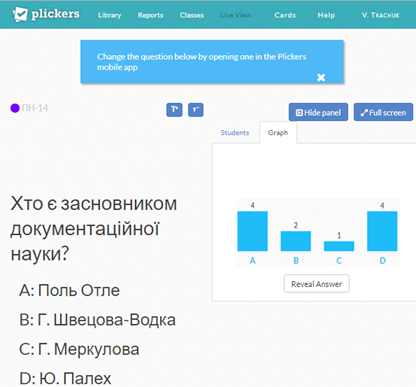 plickers Library Reports Classes Live View Cards Help V. TKACHUK
Change the question below by opening one in the Plickers
mobile app
ПН-14
Hide panel Full screen
Students Graph
Хто є засновником
документаційної
науки?
A: Поль Отле
B: Г. Швецова-Водка
C: Г. Меркулова
D: Ю. Палех
4 2 1 4
A B C D
Reveal Answer